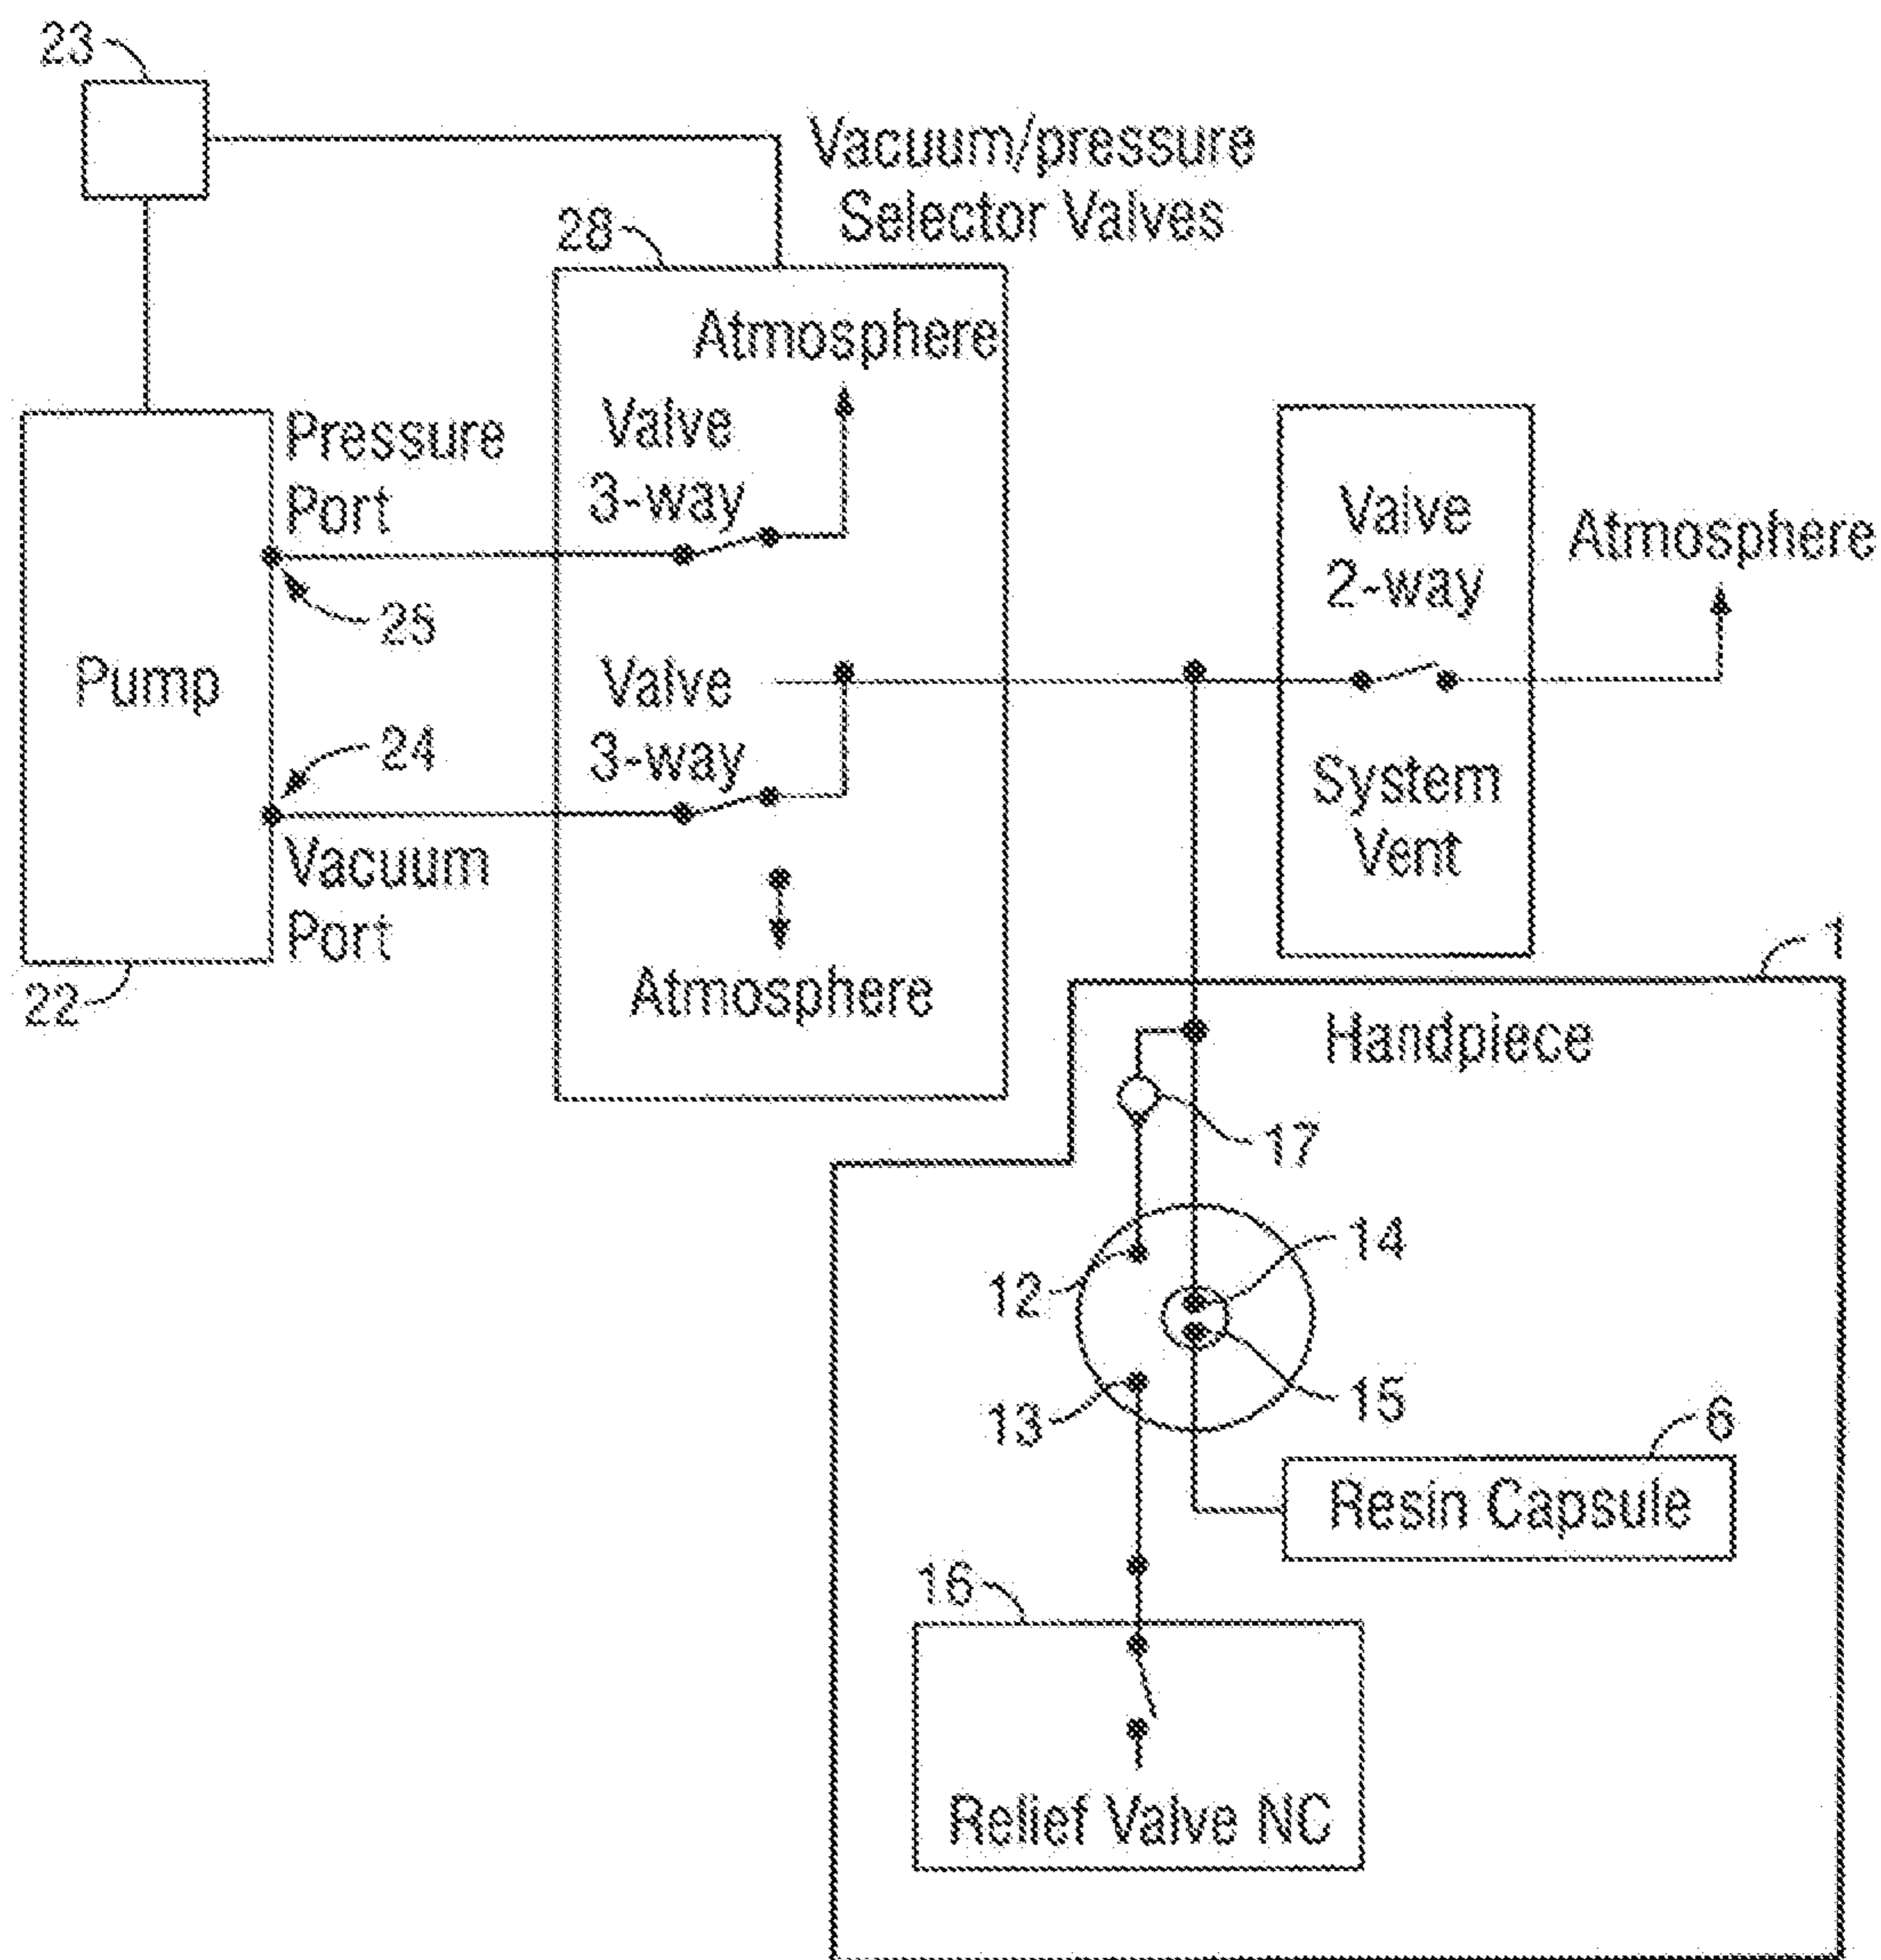 23
Vacuum/pressure
Selector Valves
28
Atmosphere
Valve
3-way
Pressure
Port
25
Pump
24
Vacuum
Port
22
Valve
3-way
Atmosphere
Valve
2-way
System
Vent
Atmosphere
1
Handpiece
17
14
12
15
13
6
Resin Capsule
16
Relief Valve NC